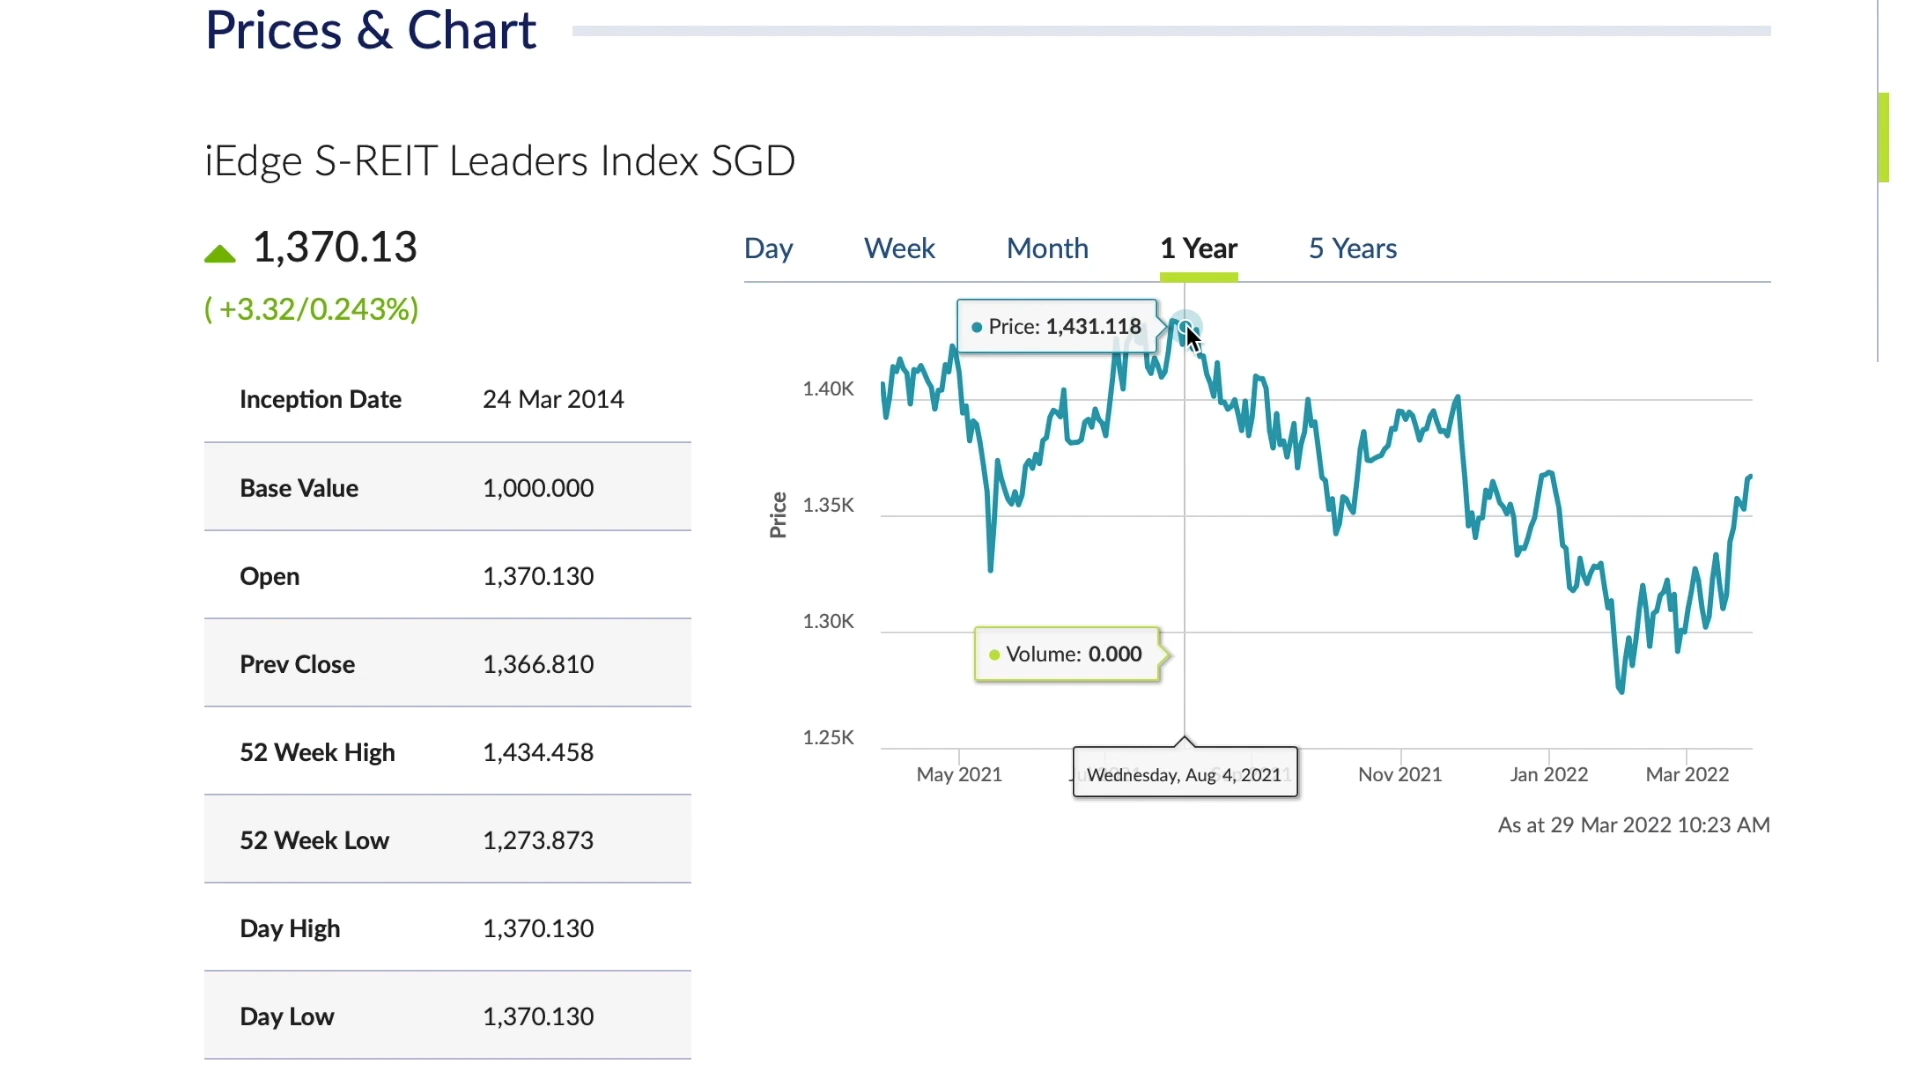 Prices & Chart
iEdge S-REIT Leaders Index SGD
1,370.13
( +3.32/0.243%)
Inception Date 24 Mar 2014
Base Value 1,000.000
Open 1,370.130
Prev Close 1,366.810
52 Week High 1,434.458
52 Week Low 1,273.873
Day High 1,370.130
Day Low 1,370.130
Day Week Month 1 Year 5 Years
Price: 1,431.118
1.40K
1.35K
1.30K
1.25K
Price
Volume: 0.000
May 2021 Wednesday, Aug 4, 2021 Nov 2021 Jan 2022 Mar 2022
As at 29 Mar 2022 10:23 AM